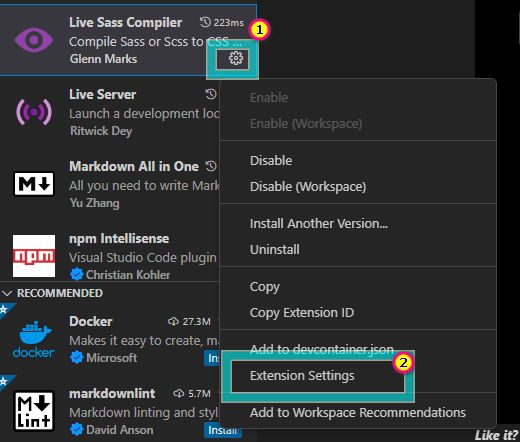 Live Sass Compiler 223ms
1
Compile Sass or Scss to CSS ...
Glenn Marks
Live Server
Launch a development loc
Ritwick Dey
Markdown All in One
All you need to write Mark
Yu Zhang
npm Intellisense
Visual Studio Code plugin
Christian Kohler
RECOMMENDED
Docker 27.3M
Makes it easy to create, ma
Microsoft Install
docker
markdownlint 5.7M
Markdown linting and styl
David Anson Install
M
Lint
npm
M
Enable
Enable (Workspace)
Disable
Disable (Workspace)
Install Another Version...
Uninstall
Copy
Copy Extension ID
Add to devcontainer.json
2
Extension Settings
Add to Workspace Recommendations
Like it?